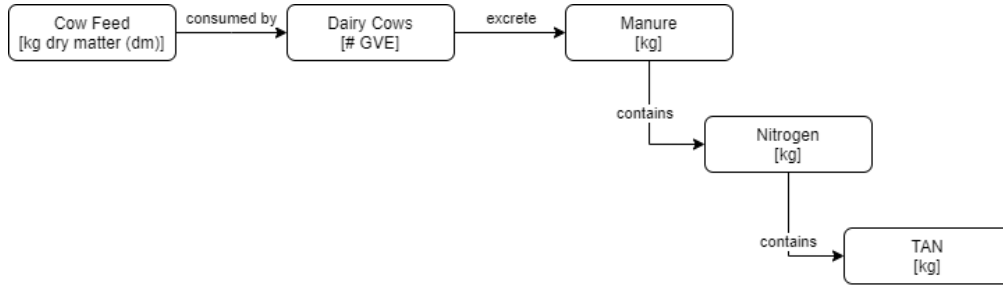 Cow Feed
[kg dry matter (dm)]
consumed by
Dairy Cows
[# GVE]
excrete
Manure
[kg]
contains
Nitrogen
[kg]
contains
TAN
[kg]